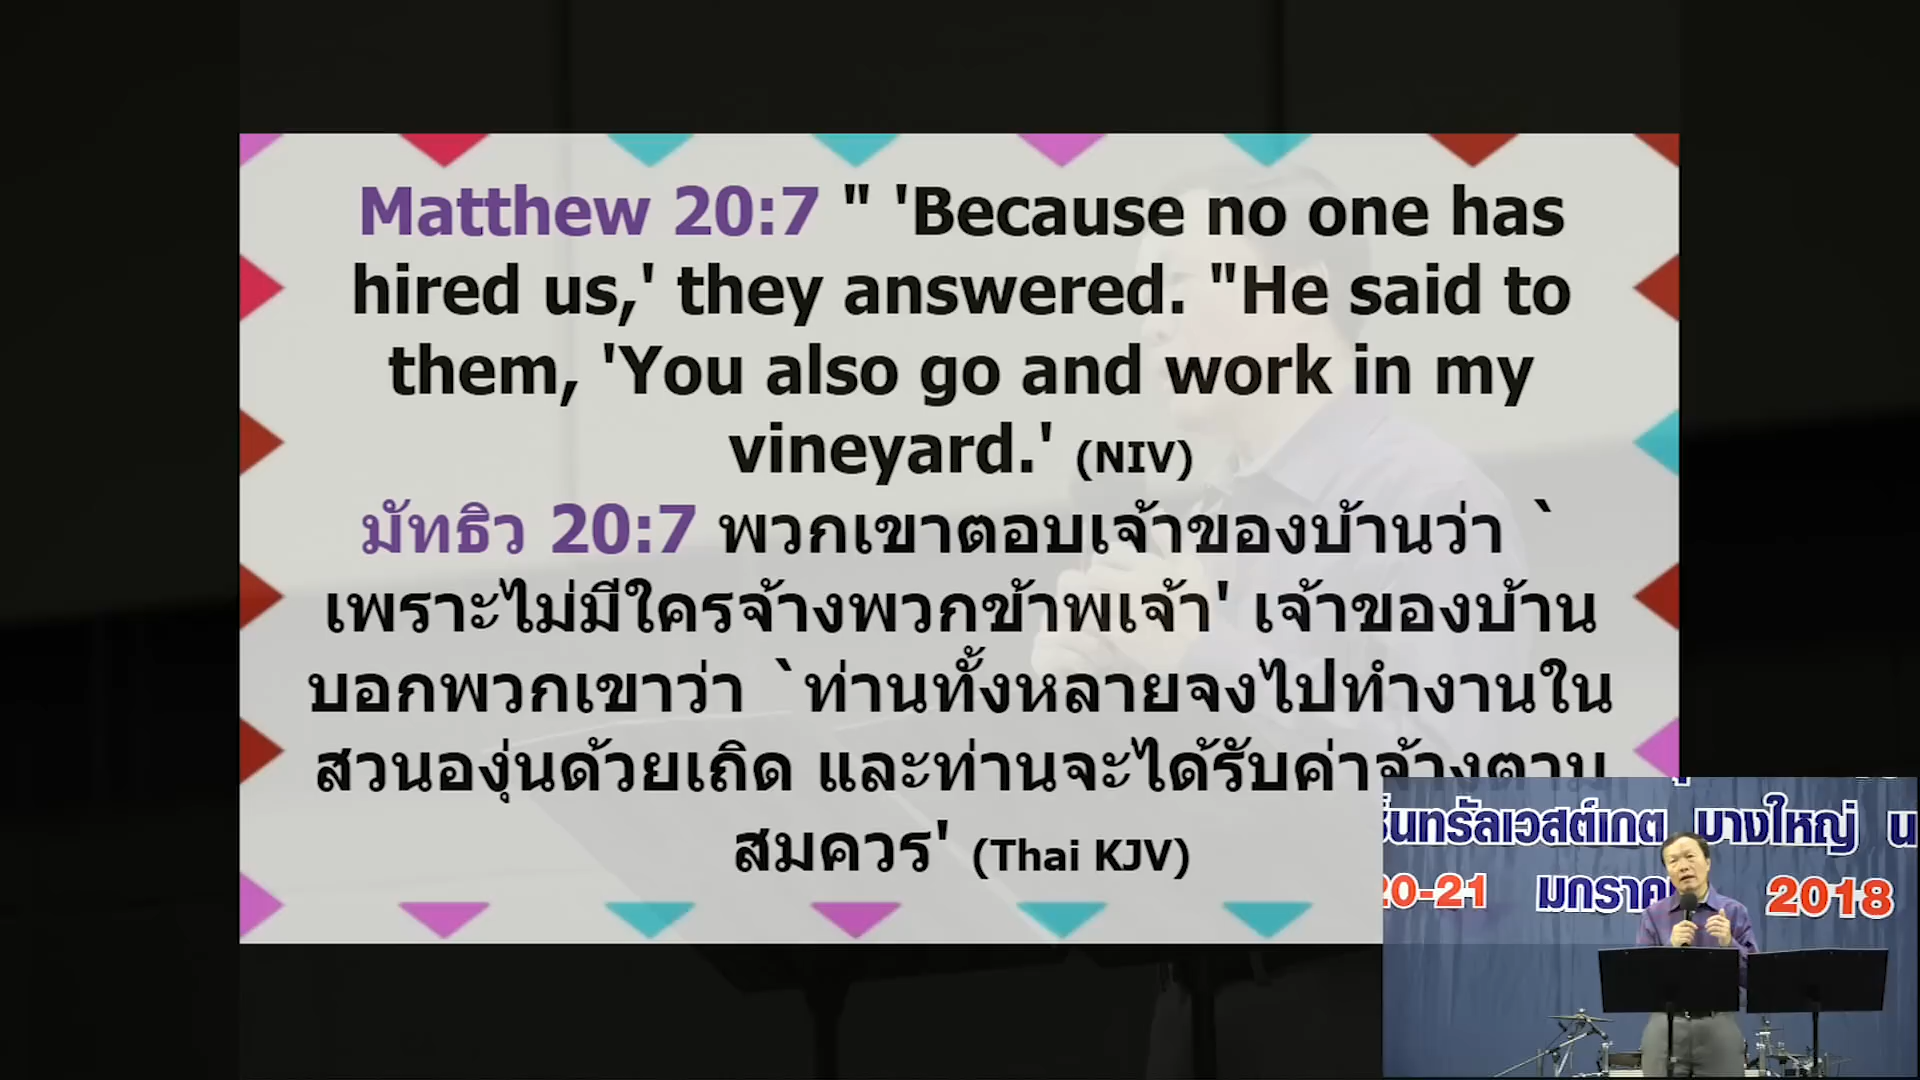 Matthew 20:7 " 'Because no one has
hired us,' they answered. "He said to
them, 'You also go and work in my
vineyard.' (NIV)
มัทธิว 20:7 พวกเขาตอบเจ้าของบ้านว่า `
เพราะไม่มีใครจ้างพวกข้าพเจ้า' เจ้าของบ้าน
บอกพวกเขาว่า `ท่านทั้งหลายจงไปทำงานใน
สวนองุ่นด้วยเถิด และท่านจะได้รับค่าจ้างตาม
สมควร' (Thai KJV)
บางใหญ่
20-21 2018